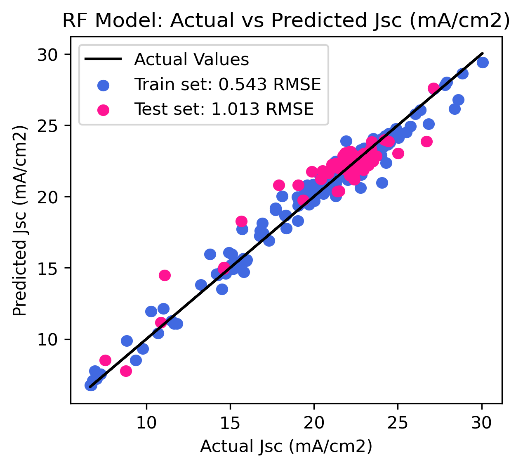 RF Model: Actual vs Predicted Jsc (mA/cm2)
Actual Values
Train set: 0.543 RMSE
Test set: 1.013 RMSE
Predicted Jsc (mA/cm2)
30
25
20
15
10
10 15 20 25 30
Actual Jsc (mA/cm2)